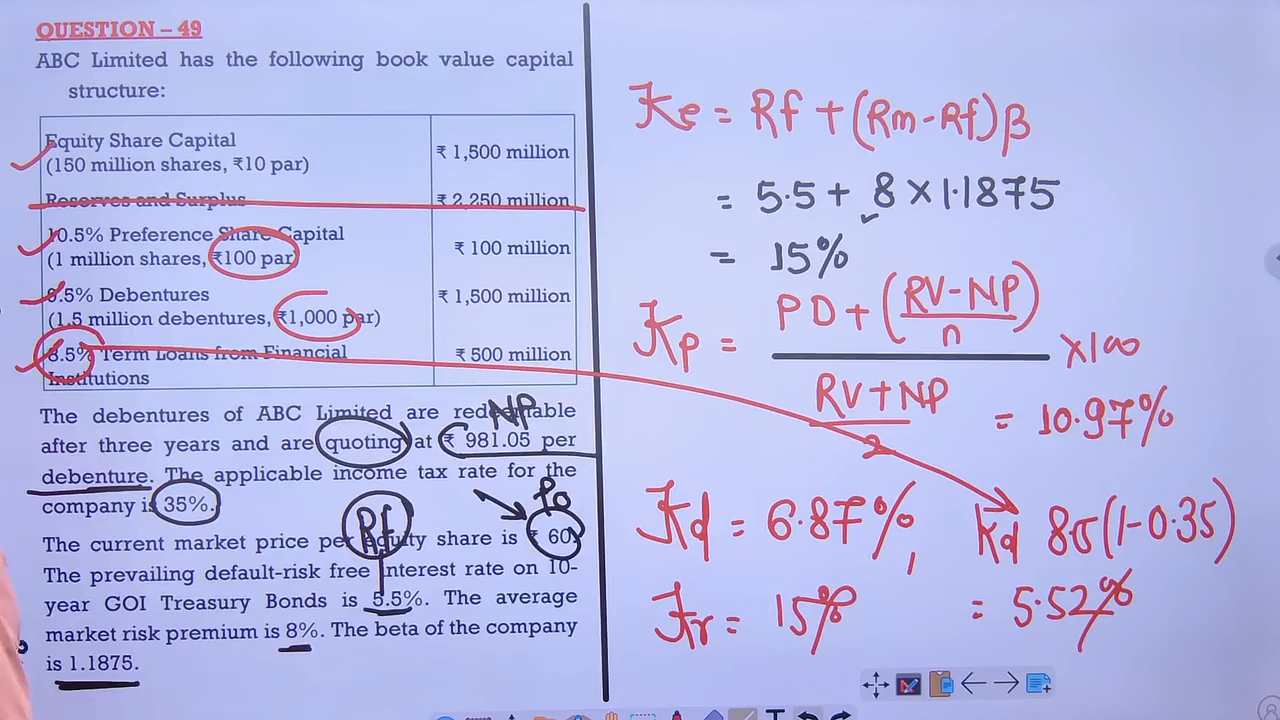 QUESTION – 49
ABC Limited has the following book value capital
structure:
Equity Share Capital
(150 million shares, ₹10 par)
₹ 1,500 million
Reserves and Surplus
₹ 2,250 million
10.5% Preference Share Capital
(1 million shares, ₹100 par)
₹ 100 million
9.5% Debentures
(1.5 million debentures, ₹1,000 par)
₹ 1,500 million
8.5% Term Loans from Financial
Institutions
₹ 500 million
NP
The debentures of ABC Limited are redeemable
after three years and are quoting at ₹ 981.05 per
debenture. The applicable income tax rate for the
company is 35%.
Rf
Po
The current market price per equity share is ₹ 60.
The prevailing default-risk free interest rate on 10-
year GOI Treasury Bonds is 5.5%. The average
market risk premium is 8%. The beta of the company
is 1.1875.
Ke = Rf + (Rm - Rf) β
= 5.5 + 8 × 1.1875
= 15%
Kp = PD + (RV - NP)
n
× 100
RV + NP
2
= 10.97%
Kd = 6.87%,
Kd 8.5 (1 - 0.35)
= 5.52%
Kr = 15%